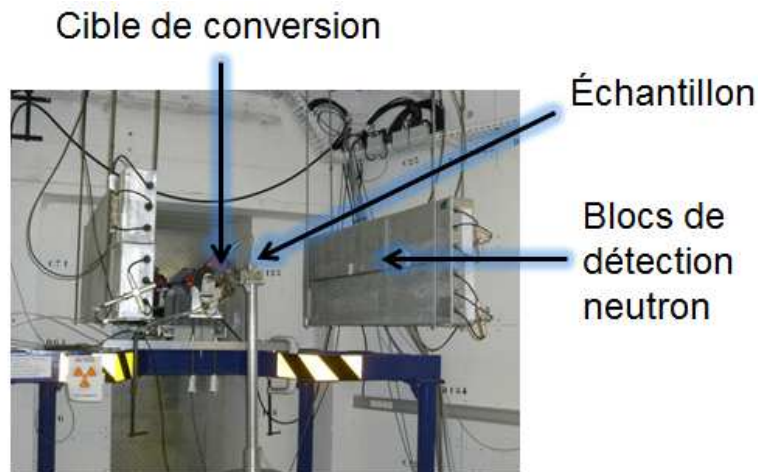 Cible de conversion
Échantillon
Blocs de
détection
neutron